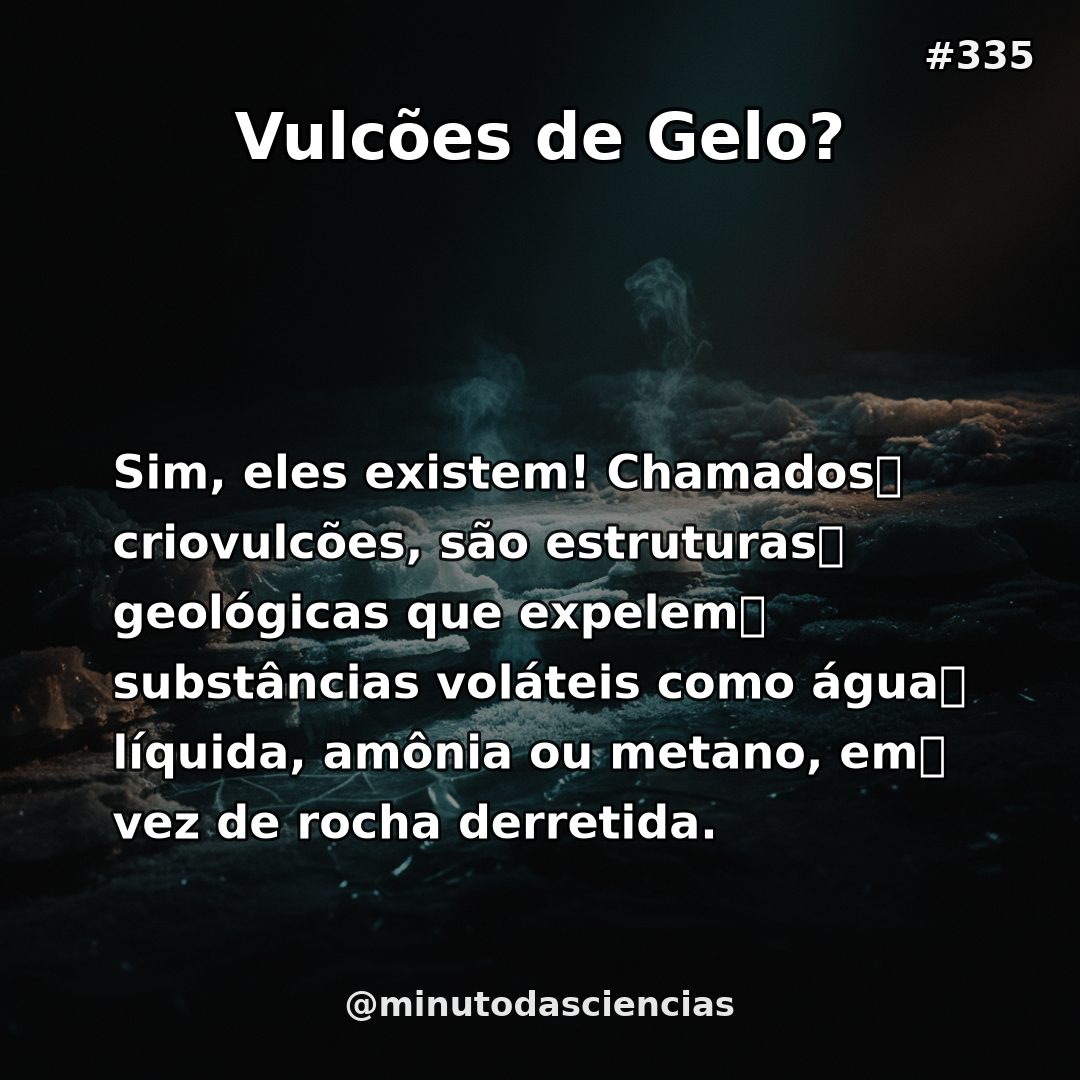 #335
Vulcões de Gelo?
Sim, eles existem! Chamados
criovulcões, são estruturas
geológicas que expelem
substâncias voláteis como água
líquida, amônia ou metano, em
vez de rocha derretida.
@minutodasciencias